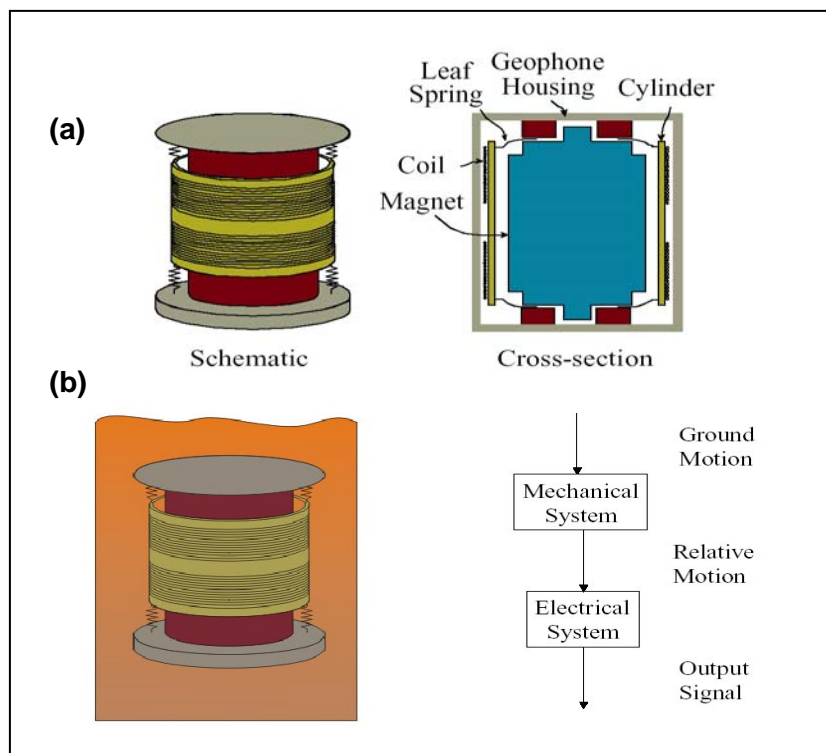 (a)
Leaf
Spring
Geophone
Housing
Cylinder
Coil
Magnet
Schematic
Cross-section
(b)
Ground
Motion
Mechanical
System
Relative
Motion
Electrical
System
Output
Signal